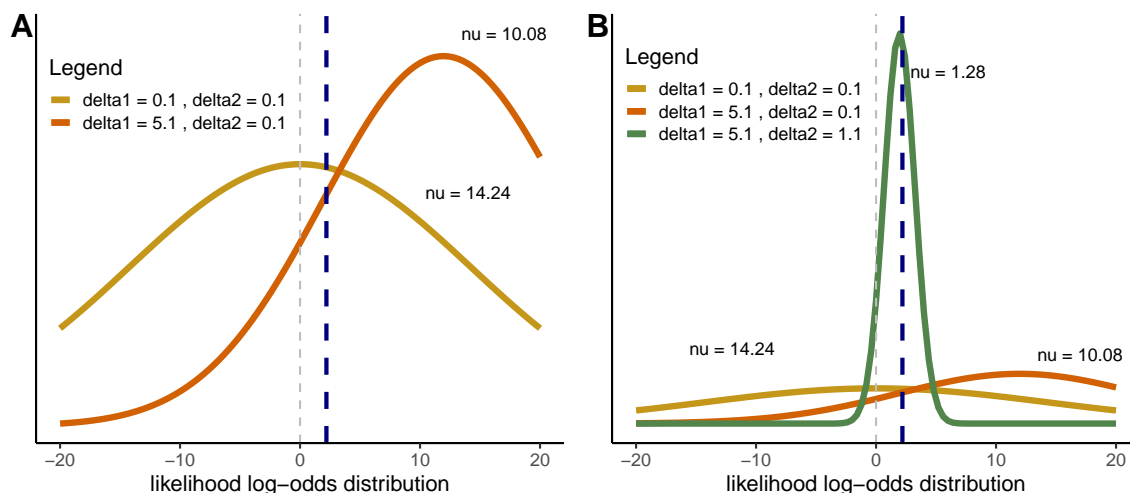 A
nu = 10.08
Legend
delta1 = 0.1 , delta2 = 0.1
delta1 = 5.1 , delta2 = 0.1
nu = 14.24
−20
−10
0
10
20
likelihood log−odds distribution
B
nu = 1.28
Legend
delta1 = 0.1 , delta2 = 0.1
delta1 = 5.1 , delta2 = 0.1
delta1 = 5.1 , delta2 = 1.1
nu = 14.24
nu = 10.08
−20
−10
0
10
20
likelihood log−odds distribution